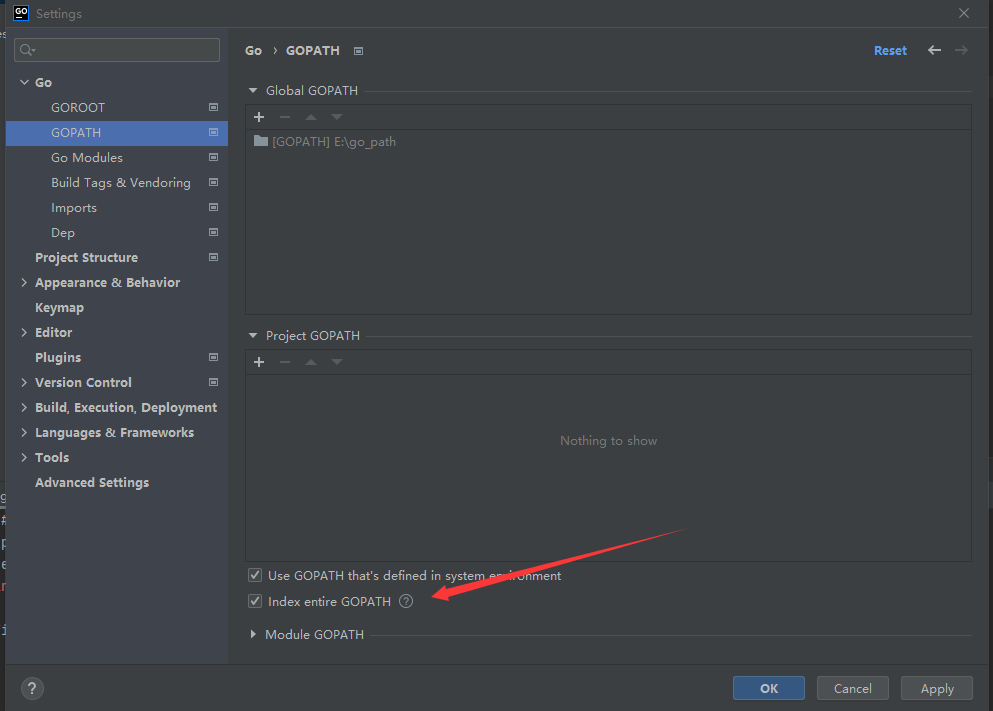 GO Settings
Go › GOPATH Reset
Go
GOROOT
GOPATH
Go Modules
Build Tags & Vendoring
Imports
Dep
Project Structure
Appearance & Behavior
Keymap
Editor
Plugins
Version Control
Build, Execution, Deployment
Languages & Frameworks
Tools
Advanced Settings
Global GOPATH
[GOPATH] E:\go_path
Project GOPATH
Nothing to show
Use GOPATH that's defined in system environment
Index entire GOPATH ?
Module GOPATH
? OK Cancel Apply